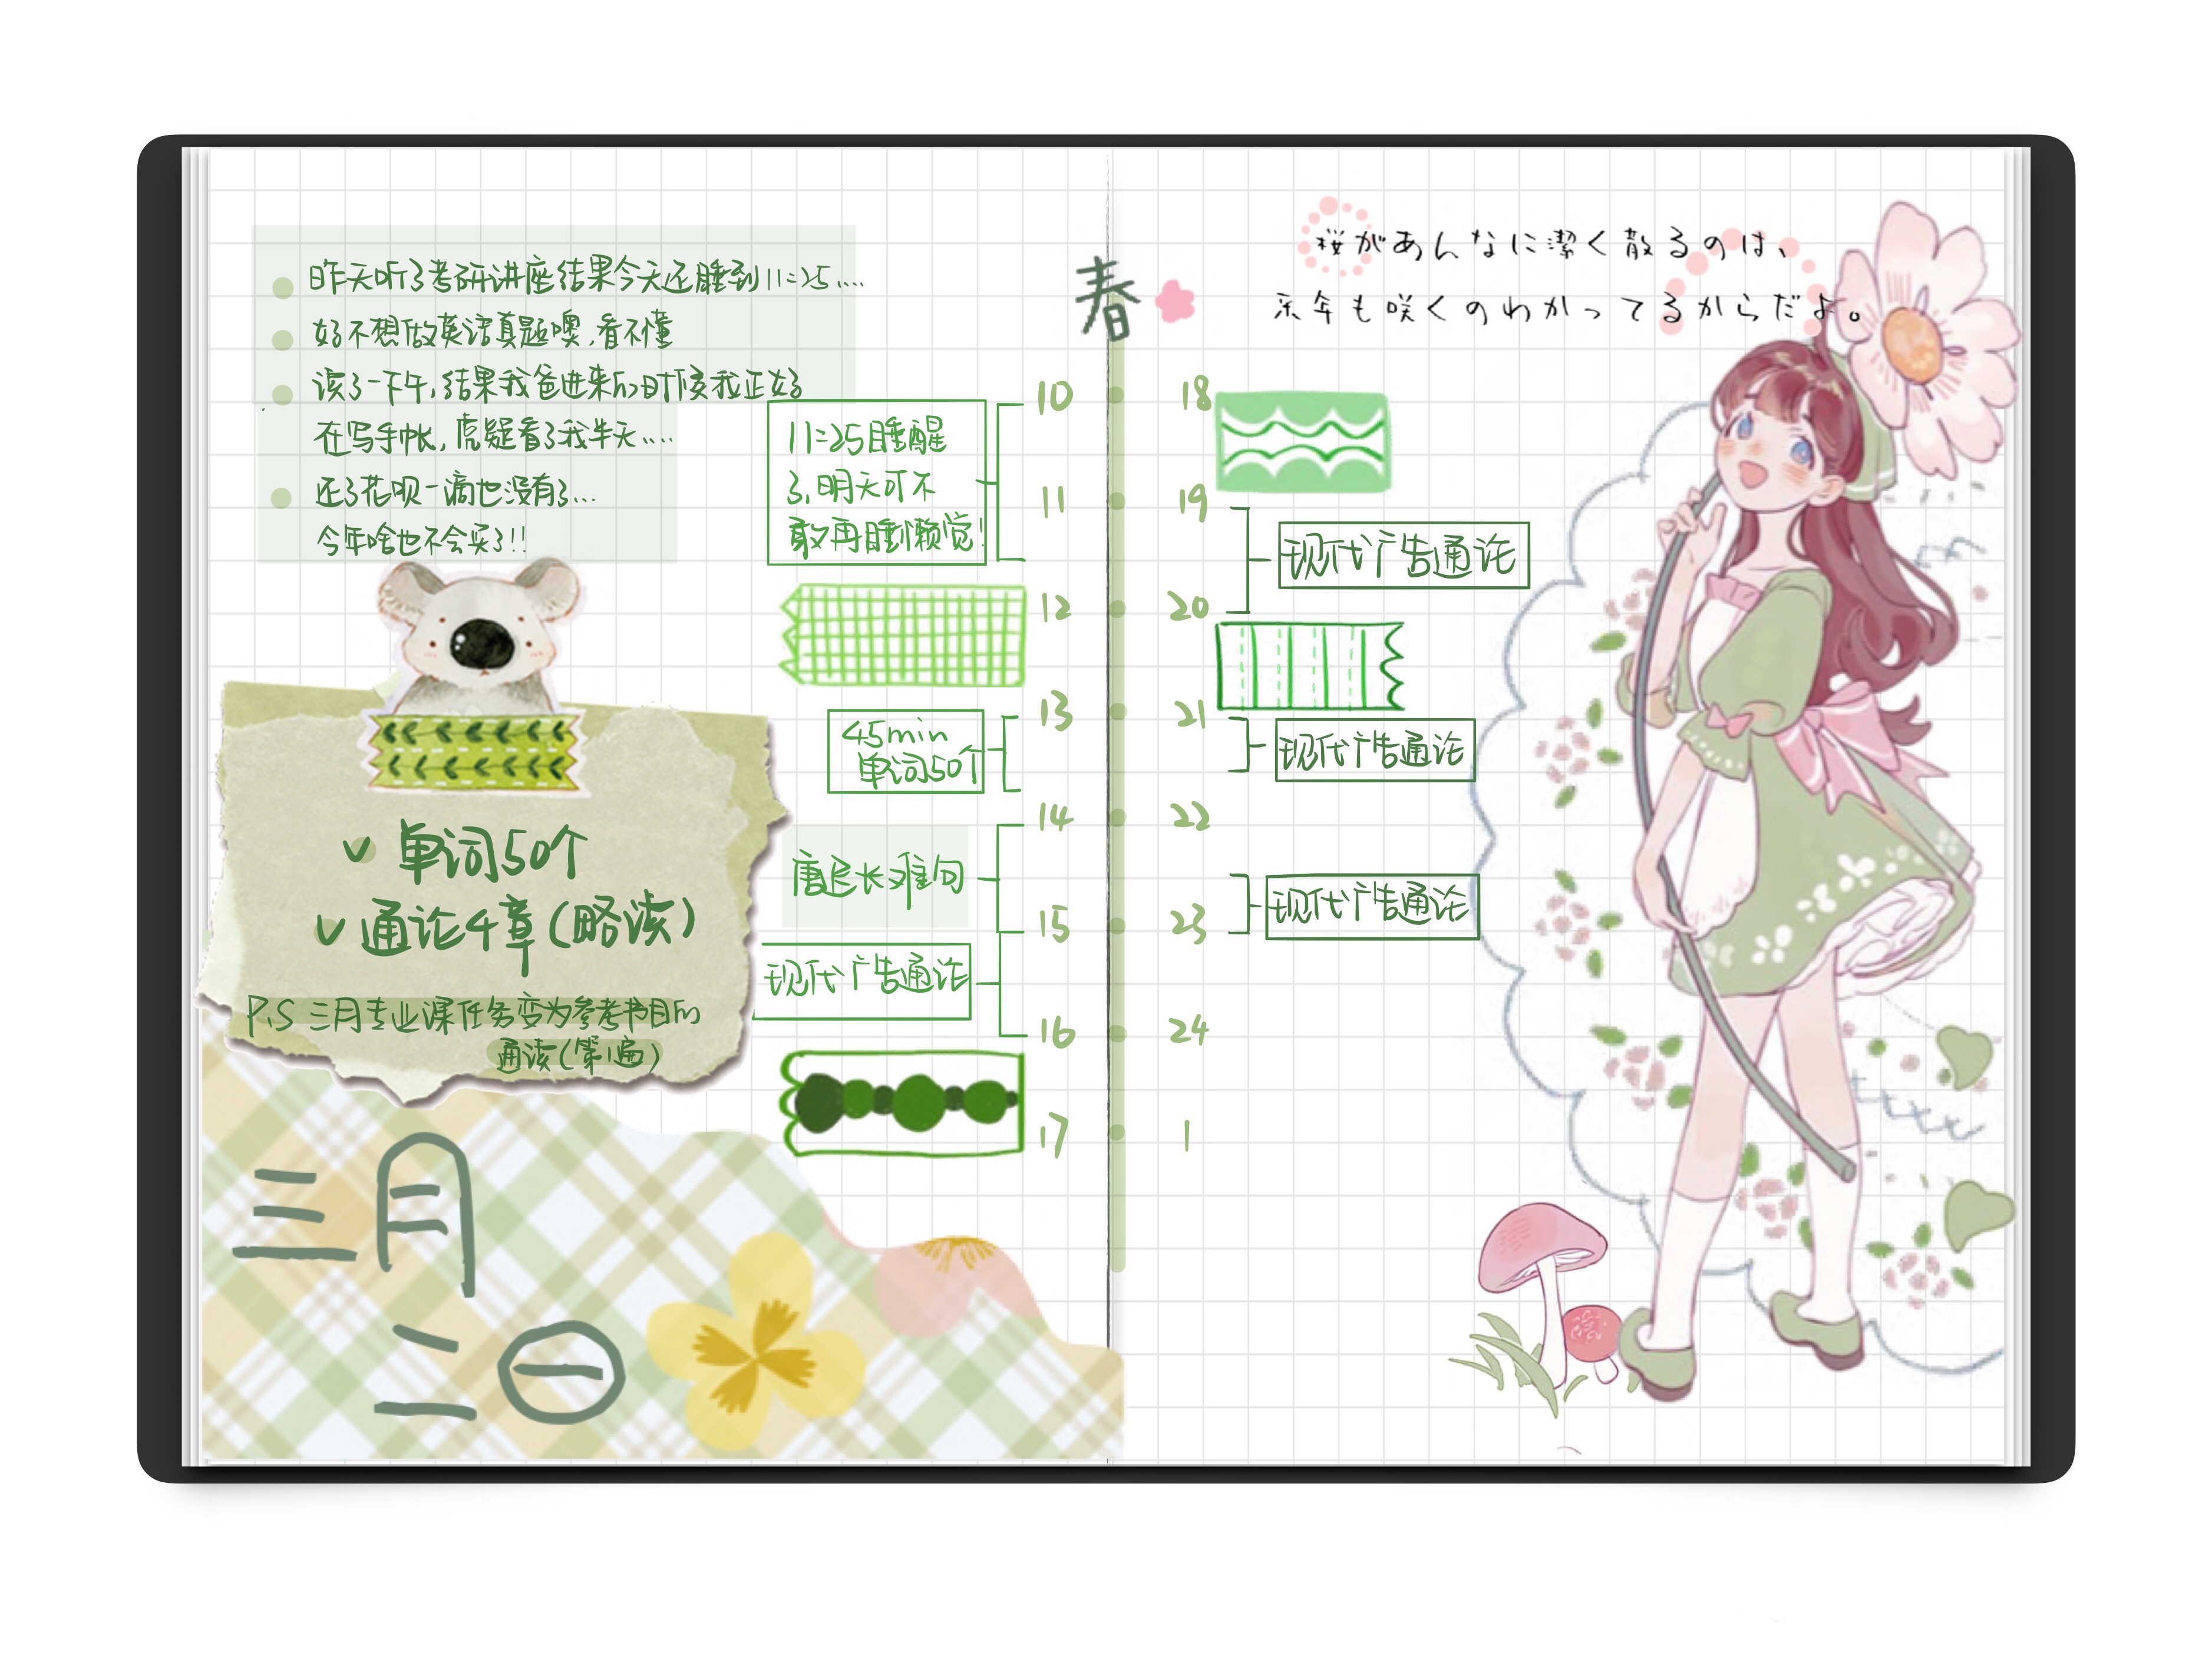 昨天听了考研讲座结果今天还睡到11:25....
好不想做英语真题噢,看不懂
读了一下午,结果我爸进来的时候我正好
在写手帐,虎疑看了我半天....
还了花呗一滴也没有了...
今年啥也不会买了!!
单词50个
通论4章(略读)
P.S 三月专业课任务变为参考书目的
通读(第1遍)
三月
二日
春
10
11:25睡醒
了,明天可不
敢再睡懒觉!
11
12
13
45min
单词50个
14
唐迟长难句
15
现代广告通论
16
17
桜があんなに潔く散るのは、
来年も咲くのわかってるからだよ。
18
19
现代广告通论
20
21
现代广告通论
22
23
现代广告通论
24
1